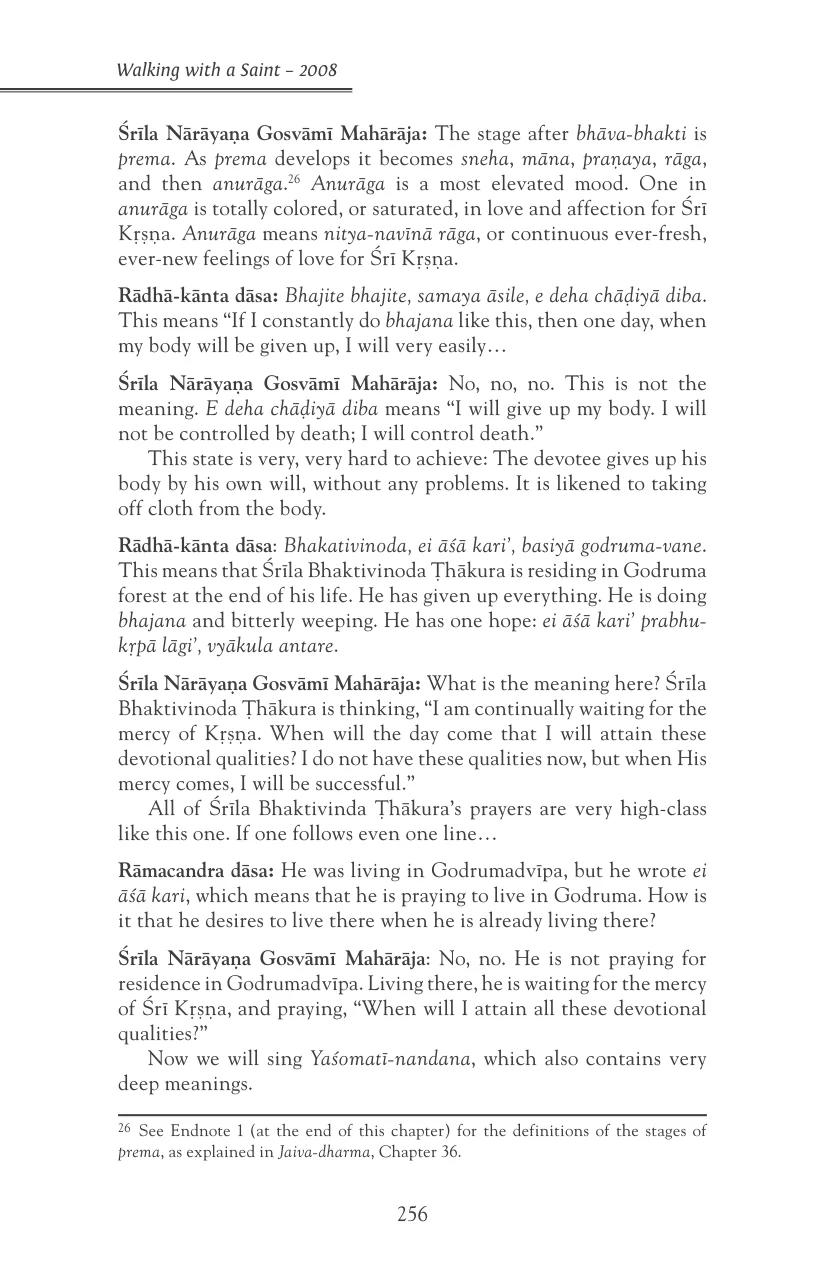 Walking with a Saint – 2008
Śrīla Nārāyaṇa Gosvāmī Mahārāja: The stage after bhāva-bhakti is
prema. As prema develops it becomes sneha, māna, praṇaya, rāga,
and then anurāga.26 Anurāga is a most elevated mood. One in
anurāga is totally colored, or saturated, in love and affection for Śrī
Kṛṣṇa. Anurāga means nitya-navīnā rāga, or continuous ever-fresh,
ever-new feelings of love for Śrī Kṛṣṇa.
Rādhā-kānta dāsa: Bhajite bhajite, samaya āsile, e deha chāḍiyā diba.
This means “If I constantly do bhajana like this, then one day, when
my body will be given up, I will very easily…
Śrīla Nārāyaṇa Gosvāmī Mahārāja: No, no, no. This is not the
meaning. E deha chāḍiyā diba means “I will give up my body. I will
not be controlled by death; I will control death.”
This state is very, very hard to achieve: The devotee gives up his
body by his own will, without any problems. It is likened to taking
off cloth from the body.
Rādhā-kānta dāsa: Bhakativinoda, ei āśā kari’, basiyā godruma-vane.
This means that Śrīla Bhaktivinoda Ṭhākura is residing in Godruma
forest at the end of his life. He has given up everything. He is doing
bhajana and bitterly weeping. He has one hope: ei āśā kari’ prabhu-
kṛpā lāgi’, vyākula antare.
Śrīla Nārāyaṇa Gosvāmī Mahārāja: What is the meaning here? Śrīla
Bhaktivinoda Ṭhākura is thinking, “I am continually waiting for the
mercy of Kṛṣṇa. When will the day come that I will attain these
devotional qualities? I do not have these qualities now, but when His
mercy comes, I will be successful.”
All of Śrīla Bhaktivinda Ṭhākura’s prayers are very high-class
like this one. If one follows even one line…
Rāmacandra dāsa: He was living in Godrumadvīpa, but he wrote ei
āśā kari, which means that he is praying to live in Godruma. How is
it that he desires to live there when he is already living there?
Śrīla Nārāyaṇa Gosvāmī Mahārāja: No, no. He is not praying for
residence in Godrumadvīpa. Living there, he is waiting for the mercy
of Śrī Kṛṣṇa, and praying, “When will I attain all these devotional
qualities?”
Now we will sing Yaśomatī-nandana, which also contains very
deep meanings.
26 See Endnote 1 (at the end of this chapter) for the definitions of the stages of
prema, as explained in Jaiva-dharma, Chapter 36.
256